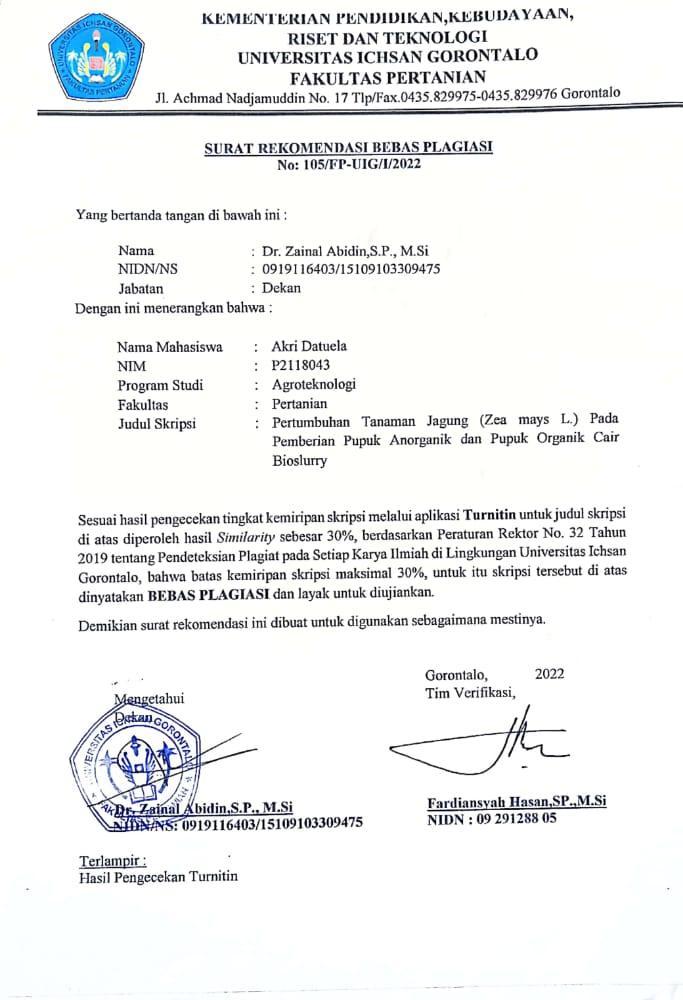 KEMENTERIAN PENDIDIKAN,KEBUDAYAAN,
RISET DAN TEKNOLOGI
UNIVERSITAS ICHSAN GORONTALO
FAKULTAS PERTANIAN
Jl. Achmad Nadjamuddin No. 17 Tlp/Fax.0435.829975-0435.829976 Gorontalo
UNIVERSITAS ICHSAN GORONTALO
FAKULTAS PERTANIAN
SURAT REKOMENDASI BEBAS PLAGIASI
No: 105/FP-UIG/I/2022
Yang bertanda tangan di bawah ini :
Nama : Dr. Zainal Abidin,S.P., M.Si
NIDN/NS : 0919116403/15109103309475
Jabatan : Dekan
Dengan ini menerangkan bahwa :
Nama Mahasiswa : Akri Datuela
NIM : P2118043
Program Studi : Agroteknologi
Fakultas : Pertanian
Judul Skripsi : Pertumbuhan Tanaman Jagung (Zea mays L.) Pada
Pemberian Pupuk Anorganik dan Pupuk Organik Cair
Bioslurry
Sesuai hasil pengecekan tingkat kemiripan skripsi melalui aplikasi Turnitin untuk judul skripsi
di atas diperoleh hasil Similarity sebesar 30%, berdasarkan Peraturan Rektor No. 32 Tahun
2019 tentang Pendeteksian Plagiat pada Setiap Karya Ilmiah di Lingkungan Universitas Ichsan
Gorontalo, bahwa batas kemiripan skripsi maksimal 30%, untuk itu skripsi tersebut di atas
dinyatakan BEBAS PLAGIASI dan layak untuk diujiankan.
Demikian surat rekomendasi ini dibuat untuk digunakan sebagaimana mestinya.
Gorontalo, 2022
Tim Verifikasi,
Mengetahui
Dekan
UNIVERSITAS ICHSAN GORONTALO
Dr. Zainal Abidin,S.P., M.Si
NIDN/NS: 0919116403/15109103309475
Fardiansyah Hasan,SP.,M.Si
NIDN : 09 291288 05
Terlampir :
Hasil Pengecekan Turnitin